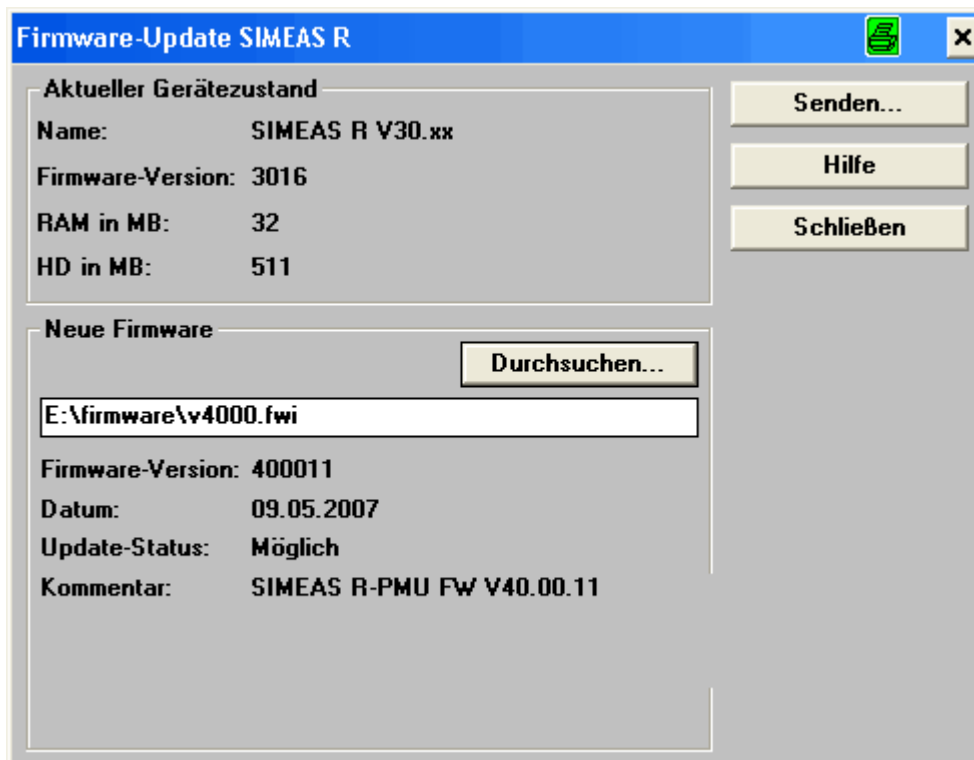 Firmware-Update SIMEAS R
Aktueller Gerätezustand
Name: SIMEAS R V30.xx
Firmware-Version: 3016
RAM in MB: 32
HD in MB: 511
Senden...
Hilfe
Schließen
Neue Firmware
Durchsuchen...
E:\firmware\v4000.fwi
Firmware-Version: 400011
Datum: 09.05.2007
Update-Status: Möglich
Kommentar: SIMEAS R-PMU FW V40.00.11